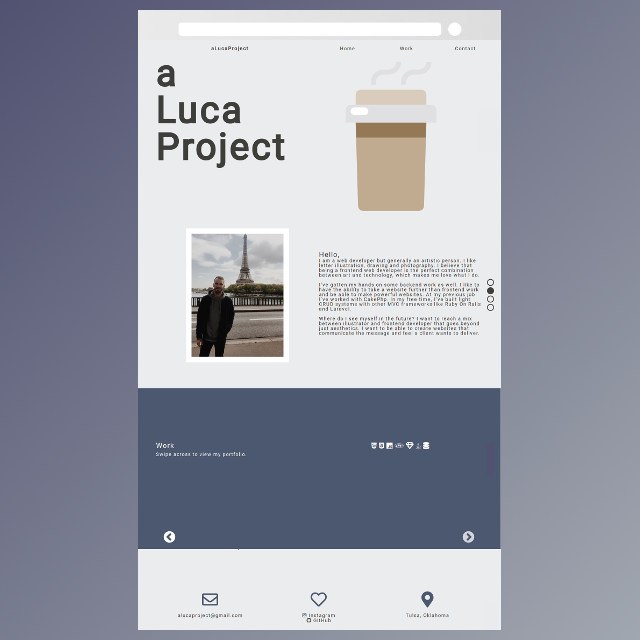 aLucaProject
Home
Work
Contact
a
Luca
Project
Hello,
I am a web developer but generally an artistic person. I like
letter illustration, drawing and photography. I believe that
being a frontend web developer is the perfect combination
between art and technology, which makes me love what I do.
I've gotten my hands on some backend work as well. I like to
have the ability to take a website further than frontend work
and be able to make powerful websites. At my previous job
I've worked with CakePhp. In my free time, I've built light
CRUD systems with other MVC frameworks like Ruby On Rails
and Laravel.
Where do I see myself in the future? I want to reach a mix
between illustrator and frontend developer that goes beyond
just aesthetics. I want to be able to create websites that
communicate the message and feel a client wants to deliver.
Work
Swipe across to view my portfolio.
alucaproject@gmail.com
Instagram
GitHub
Tulsa, Oklahoma